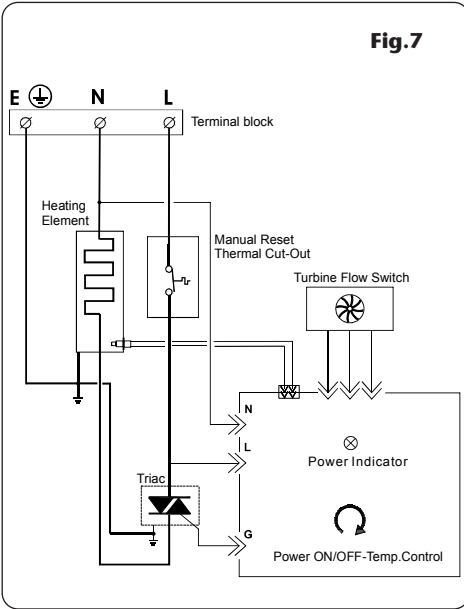 Fig.7
E N L
Terminal block
Heating
Element
Manual Reset
Thermal Cut-Out
Turbine Flow Switch
N
L
Power Indicator
Triac
G
Power ON/OFF-Temp.Control